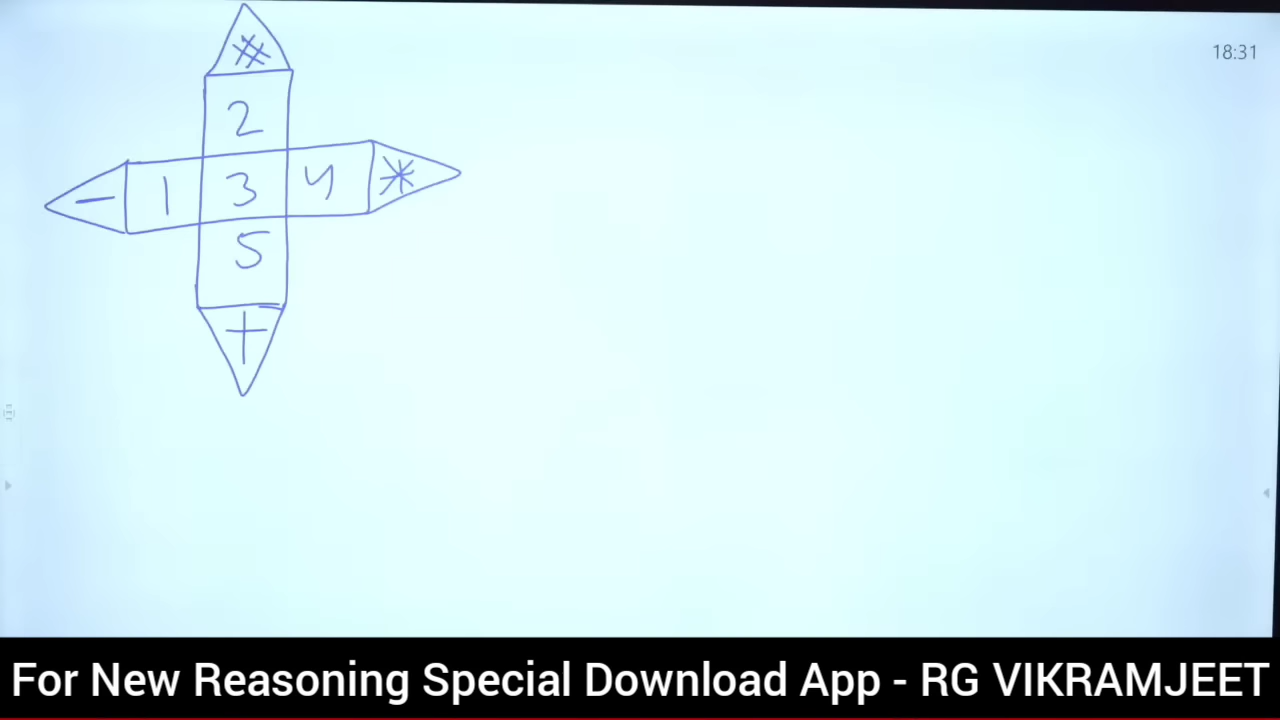 #
18:31
2
- 1 3 4 *
5
+
For New Reasoning Special Download App - RG VIKRAMJEET